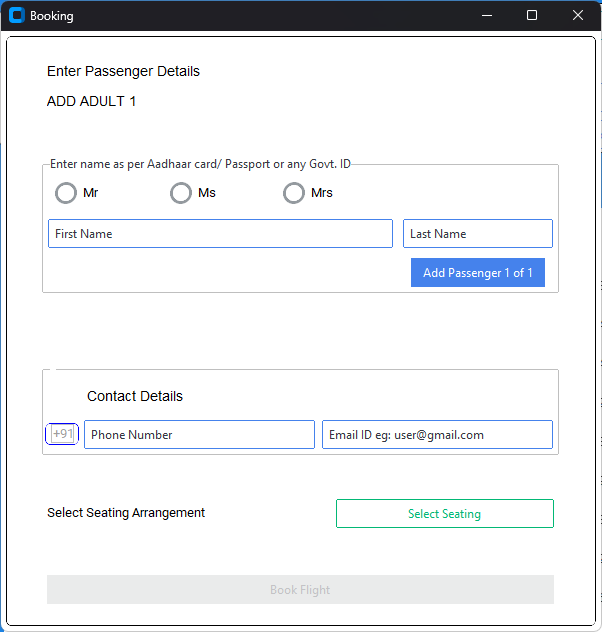 Booking
Enter Passenger Details
ADD ADULT 1
Enter name as per Aadhaar card/ Passport or any Govt. ID
Mr Ms Mrs
First Name Last Name
Add Passenger 1 of 1
Contact Details
+91 Phone Number Email ID eg: user@gmail.com
Select Seating Arrangement Select Seating
Book Flight